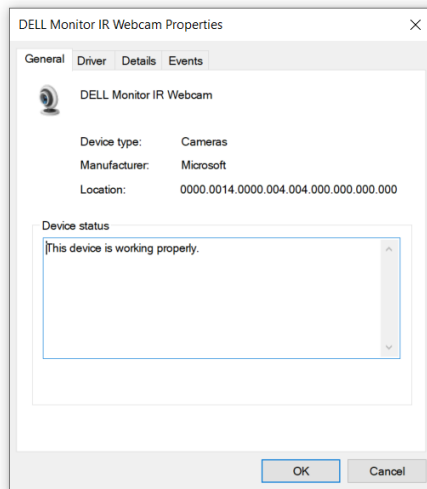 DELL Monitor IR Webcam Properties
General Driver Details Events
DELL Monitor IR Webcam
Device type: Cameras
Manufacturer: Microsoft
Location: 0000.0014.0000.004.004.000.000.000.000
Device status
This device is working properly.
OK Cancel